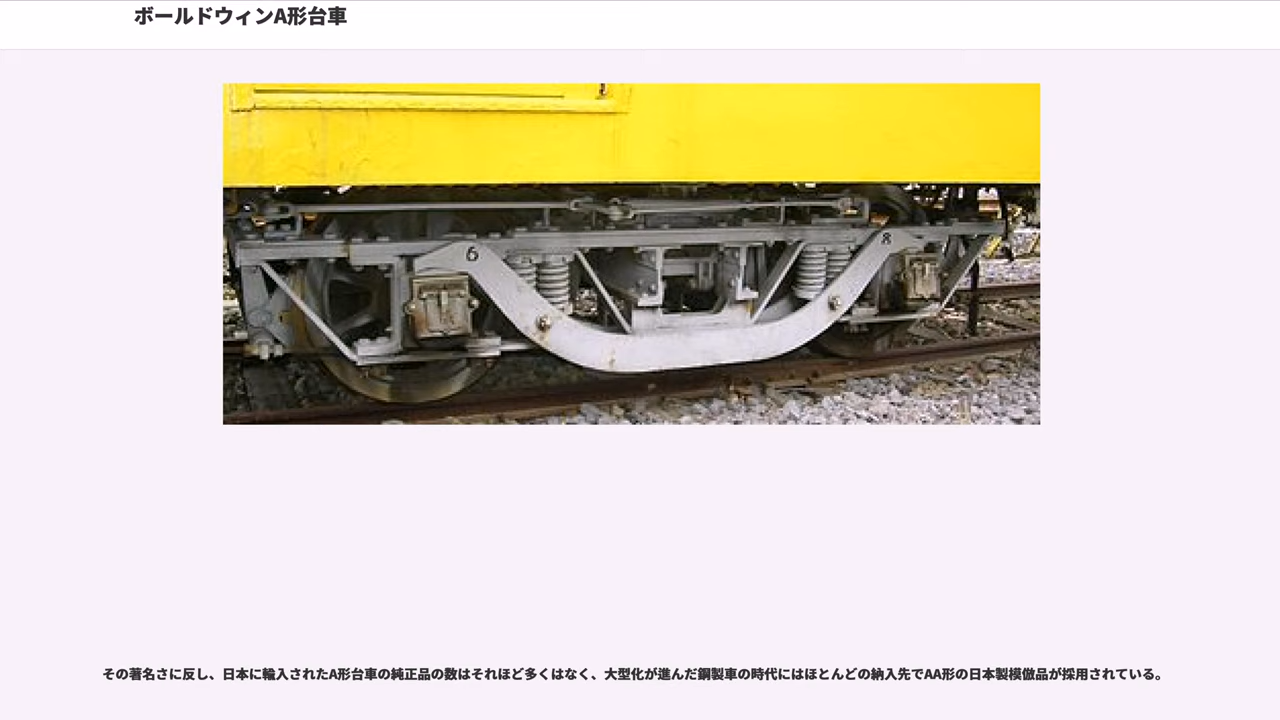 ボールドウィンA形台車
6
8
その著名さに反し、日本に輸入されたA形台車の純正品の数はそれほど多くはなく、大型化が進んだ鋼製車の時代にはほとんどの納入先でAA形の日本製模倣品が採用されている。